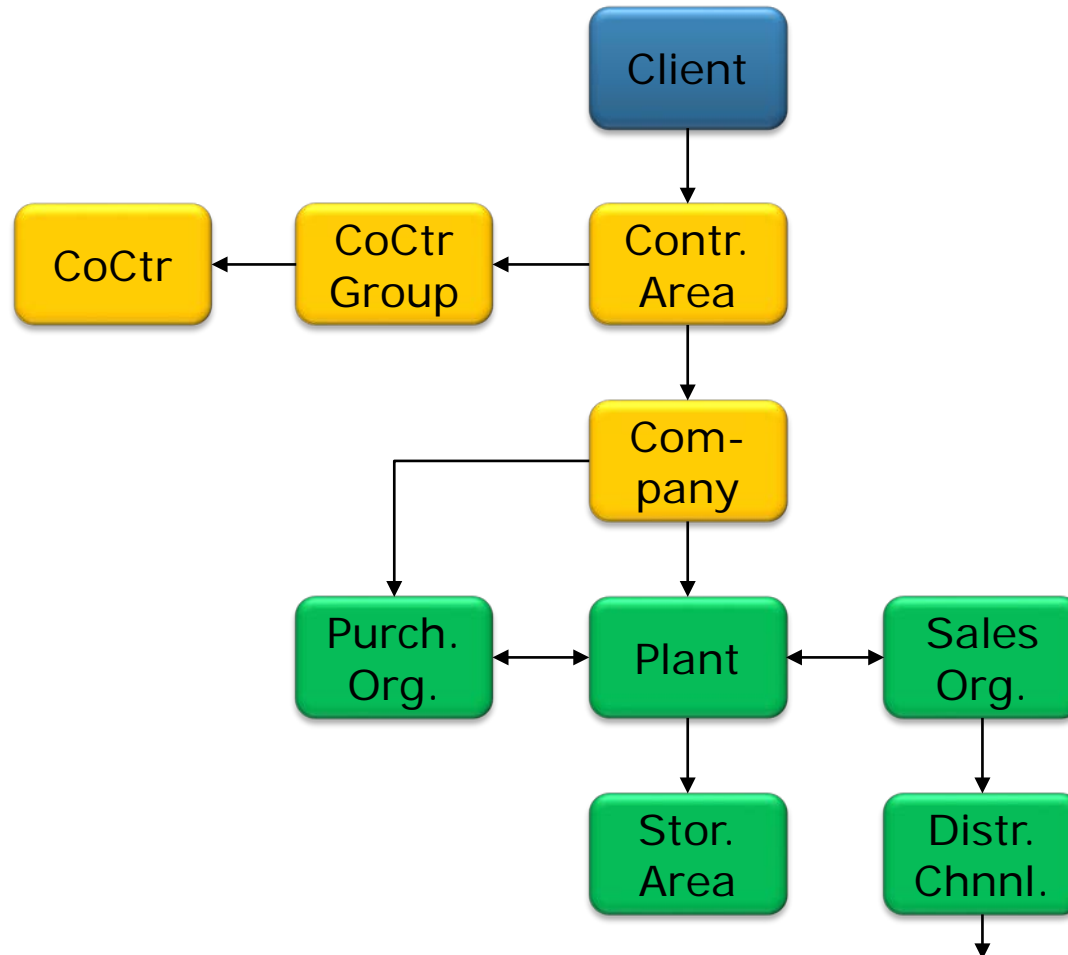 Client
CoCtr
CoCtr
Group
Contr.
Area
Com-
pany
Purch.
Org.
Plant
Sales
Org.
Stor.
Area
Distr.
Chnnl.